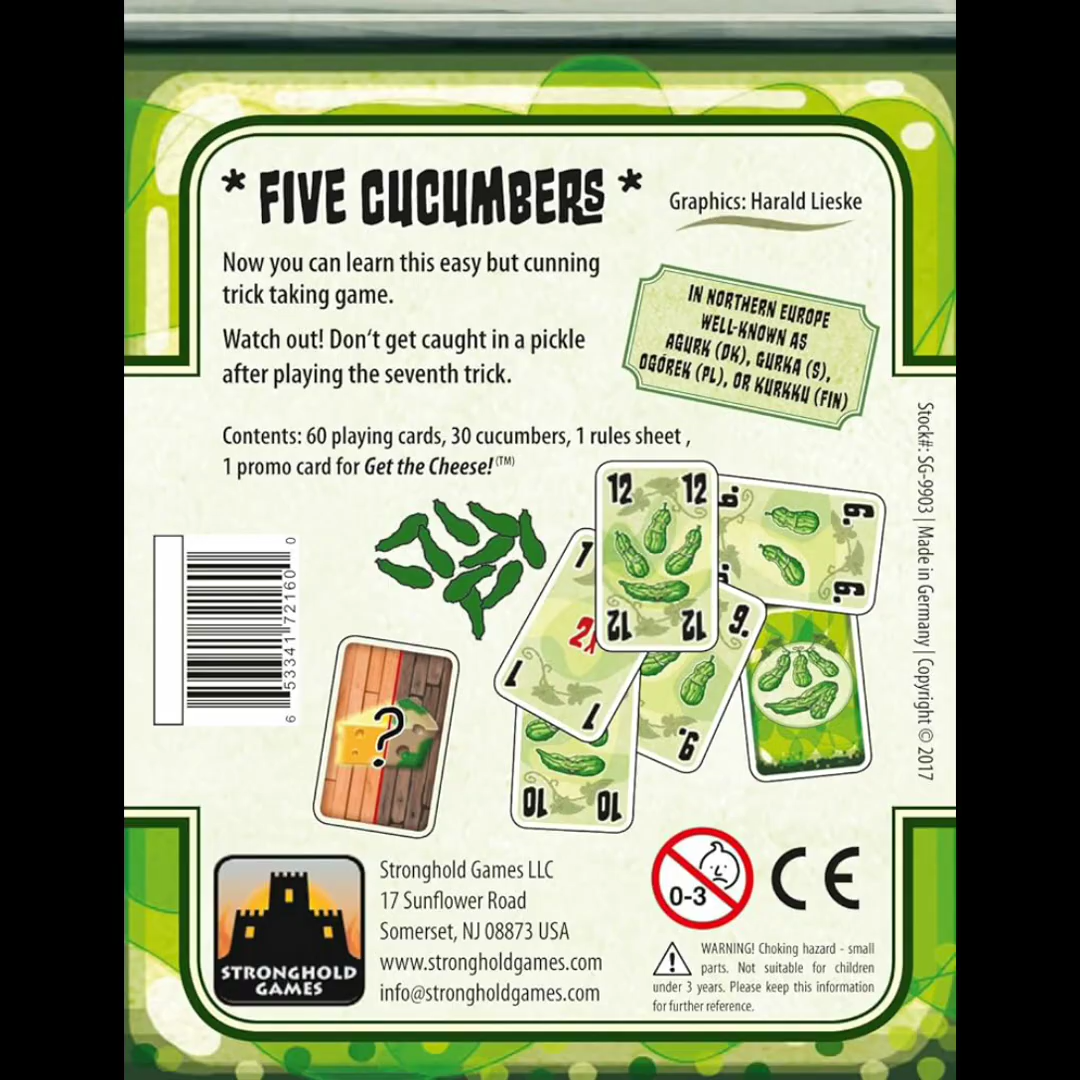 * FIVE CUCUMBERS *
Graphics: Harald Lieske
Now you can learn this easy but cunning
trick taking game.
Watch out! Don't get caught in a pickle
after playing the seventh trick.
IN NORTHERN EUROPE
WELL-KNOWN AS
AGURK (DK), GURKA (S),
OGÓREK (PL), OR KURKKU (FIN)
Contents: 60 playing cards, 30 cucumbers, 1 rules sheet ,
1 promo card for Get the Cheese! (TM)
Stock#: SG-9903 | Made in Germany | Copyright © 2017
6 53341 72160 0
12 12
12 12
6.
6.
6.
6.
1
2x
1
1
9.
9.
10 10
?
STRONGHOLD
GAMES
Stronghold Games LLC
17 Sunflower Road
Somerset, NJ 08873 USA
www.strongholdgames.com
info@strongholdgames.com
0-3
CE
WARNING! Choking hazard - small
parts. Not suitable for children
under 3 years. Please keep this information
for further reference.